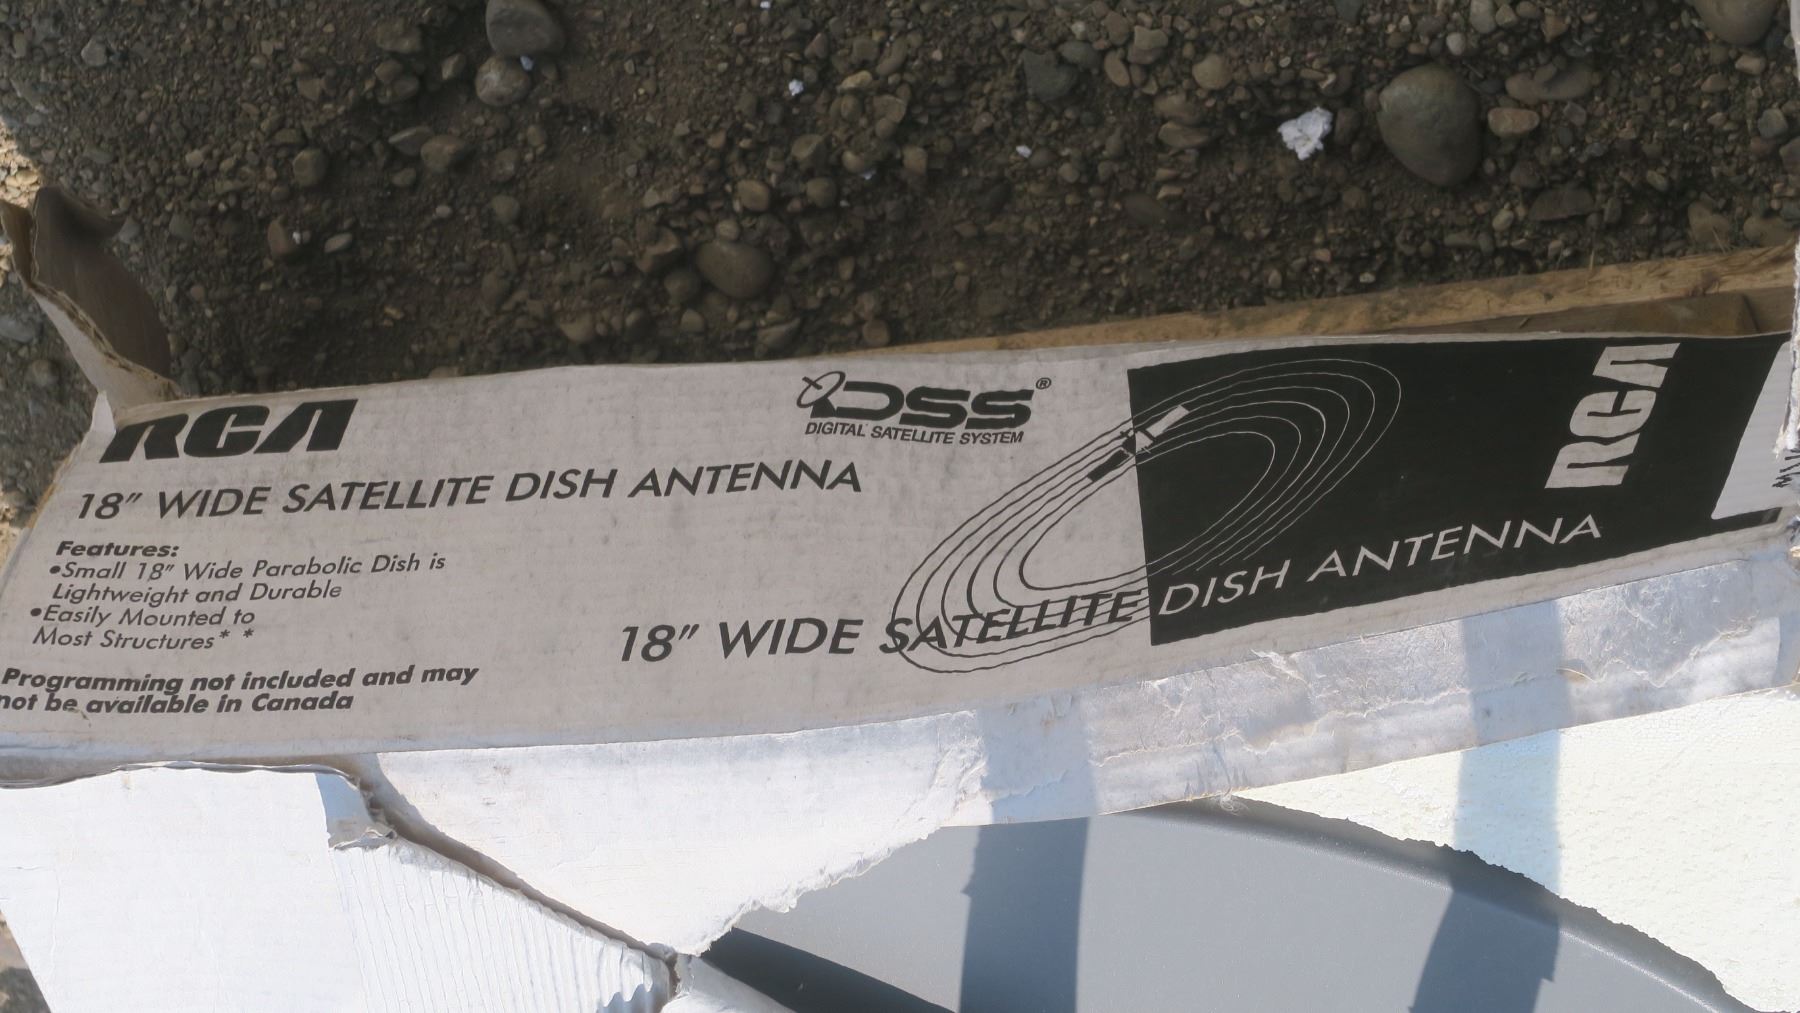 RCA
DSS®
DIGITAL SATELLITE SYSTEM
18" WIDE SATELLITE DISH ANTENNA
Features:
•Small 18" Wide Parabolic Dish is
Lightweight and Durable
•Easily Mounted to
Most Structures* *
Programming not included and may
not be available in Canada
18" WIDE SATELLITE DISH ANTENNA
RCA